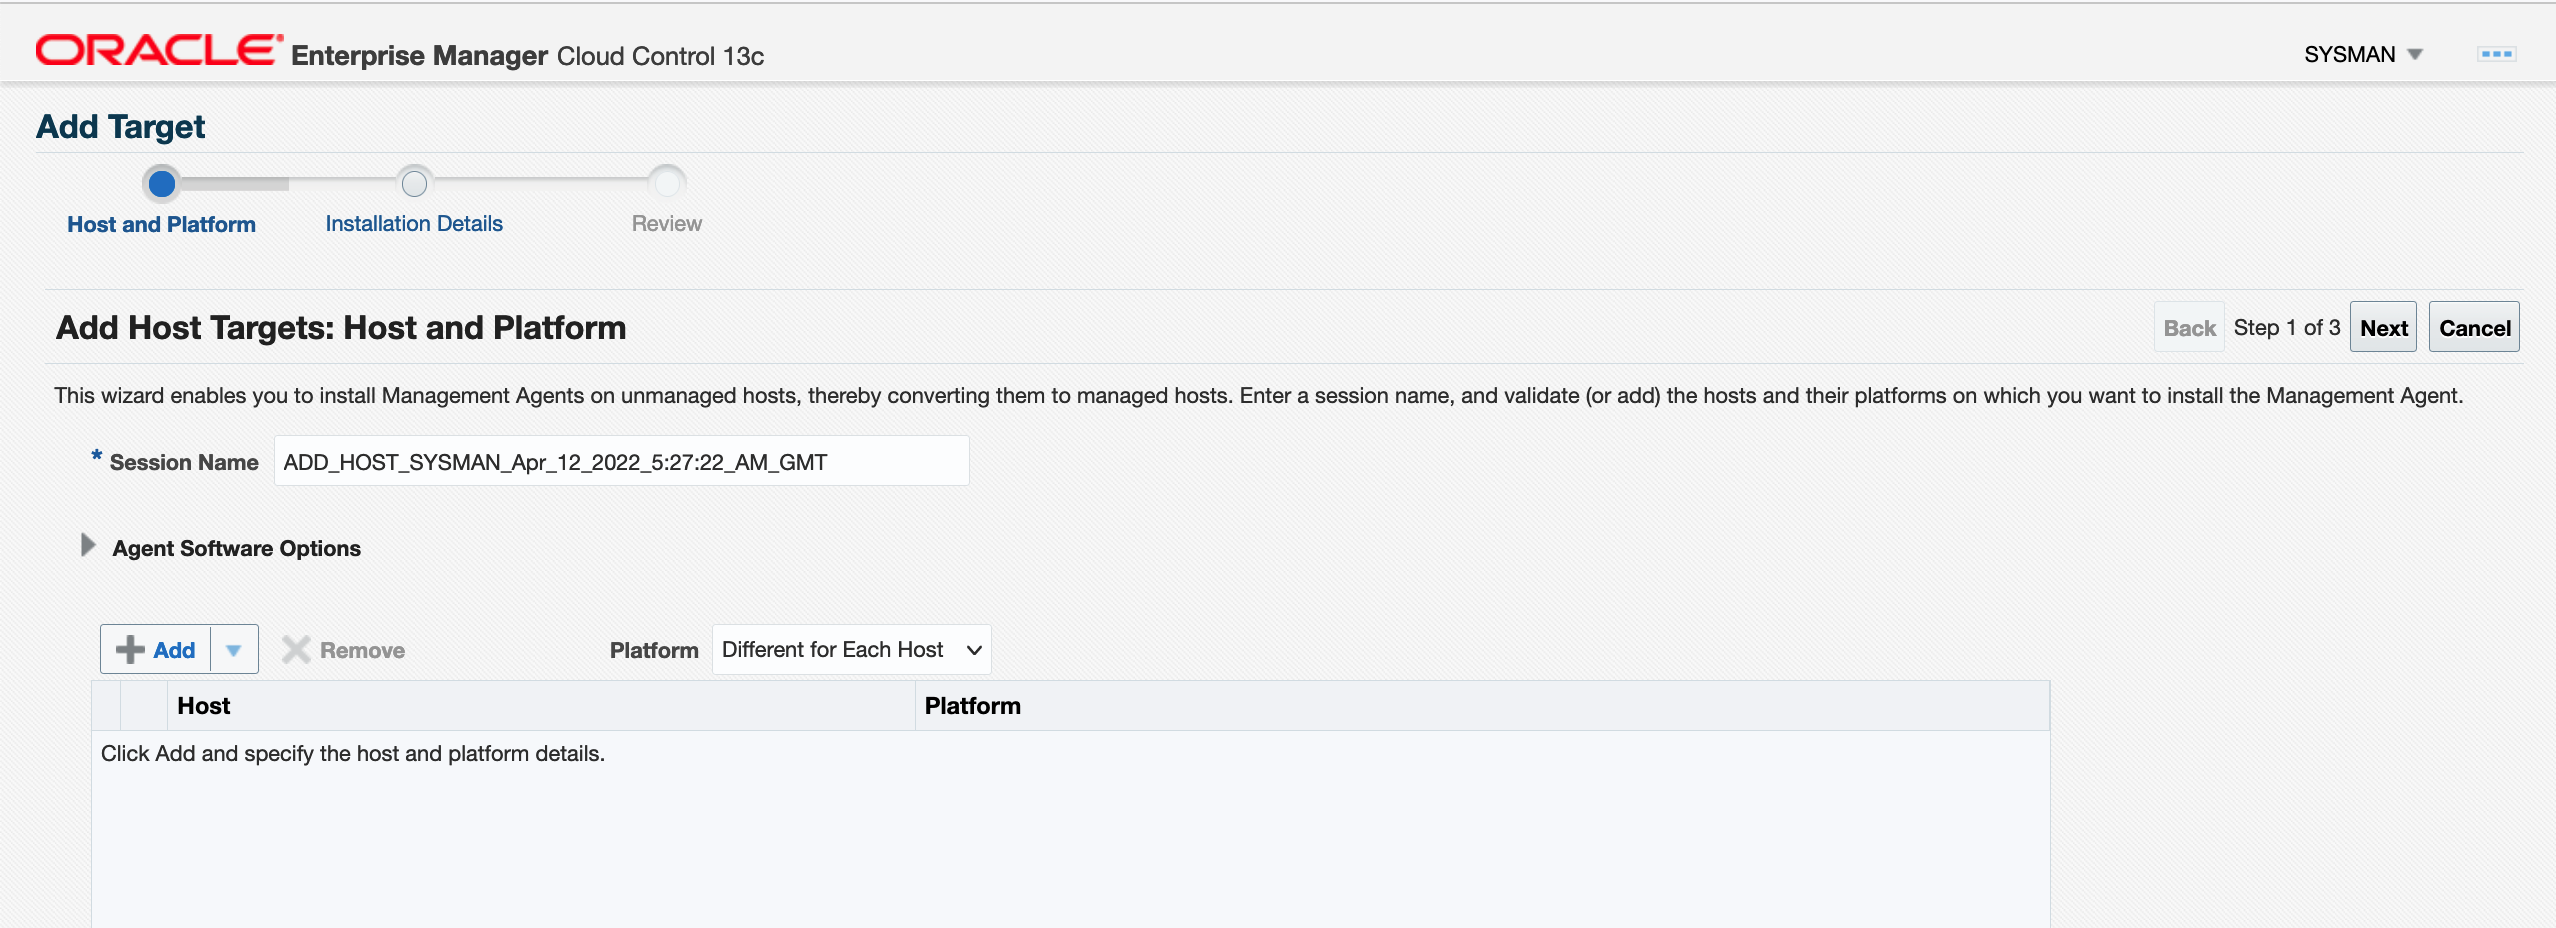 ORACLE Enterprise Manager Cloud Control 13c
SYSMAN
Add Target
Host and Platform
Installation Details
Review
Add Host Targets: Host and Platform
Back Step 1 of 3 Next Cancel
This wizard enables you to install Management Agents on unmanaged hosts, thereby converting them to managed hosts. Enter a session name, and validate (or add) the hosts and their platforms on which you want to install the Management Agent.
* Session Name ADD_HOST_SYSMAN_Apr_12_2022_5:27:22_AM_GMT
Agent Software Options
Add Remove Platform Different for Each Host
Host Platform
Click Add and specify the host and platform details.